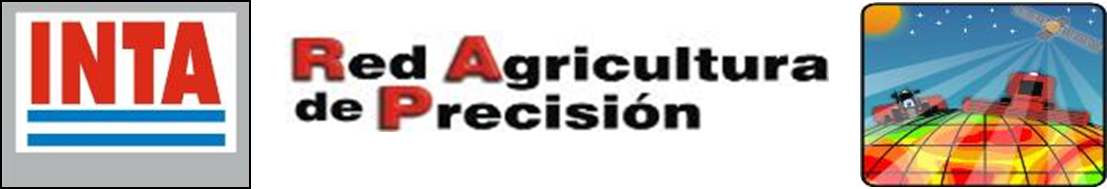 INTA
Red Agricultura
de Precisión